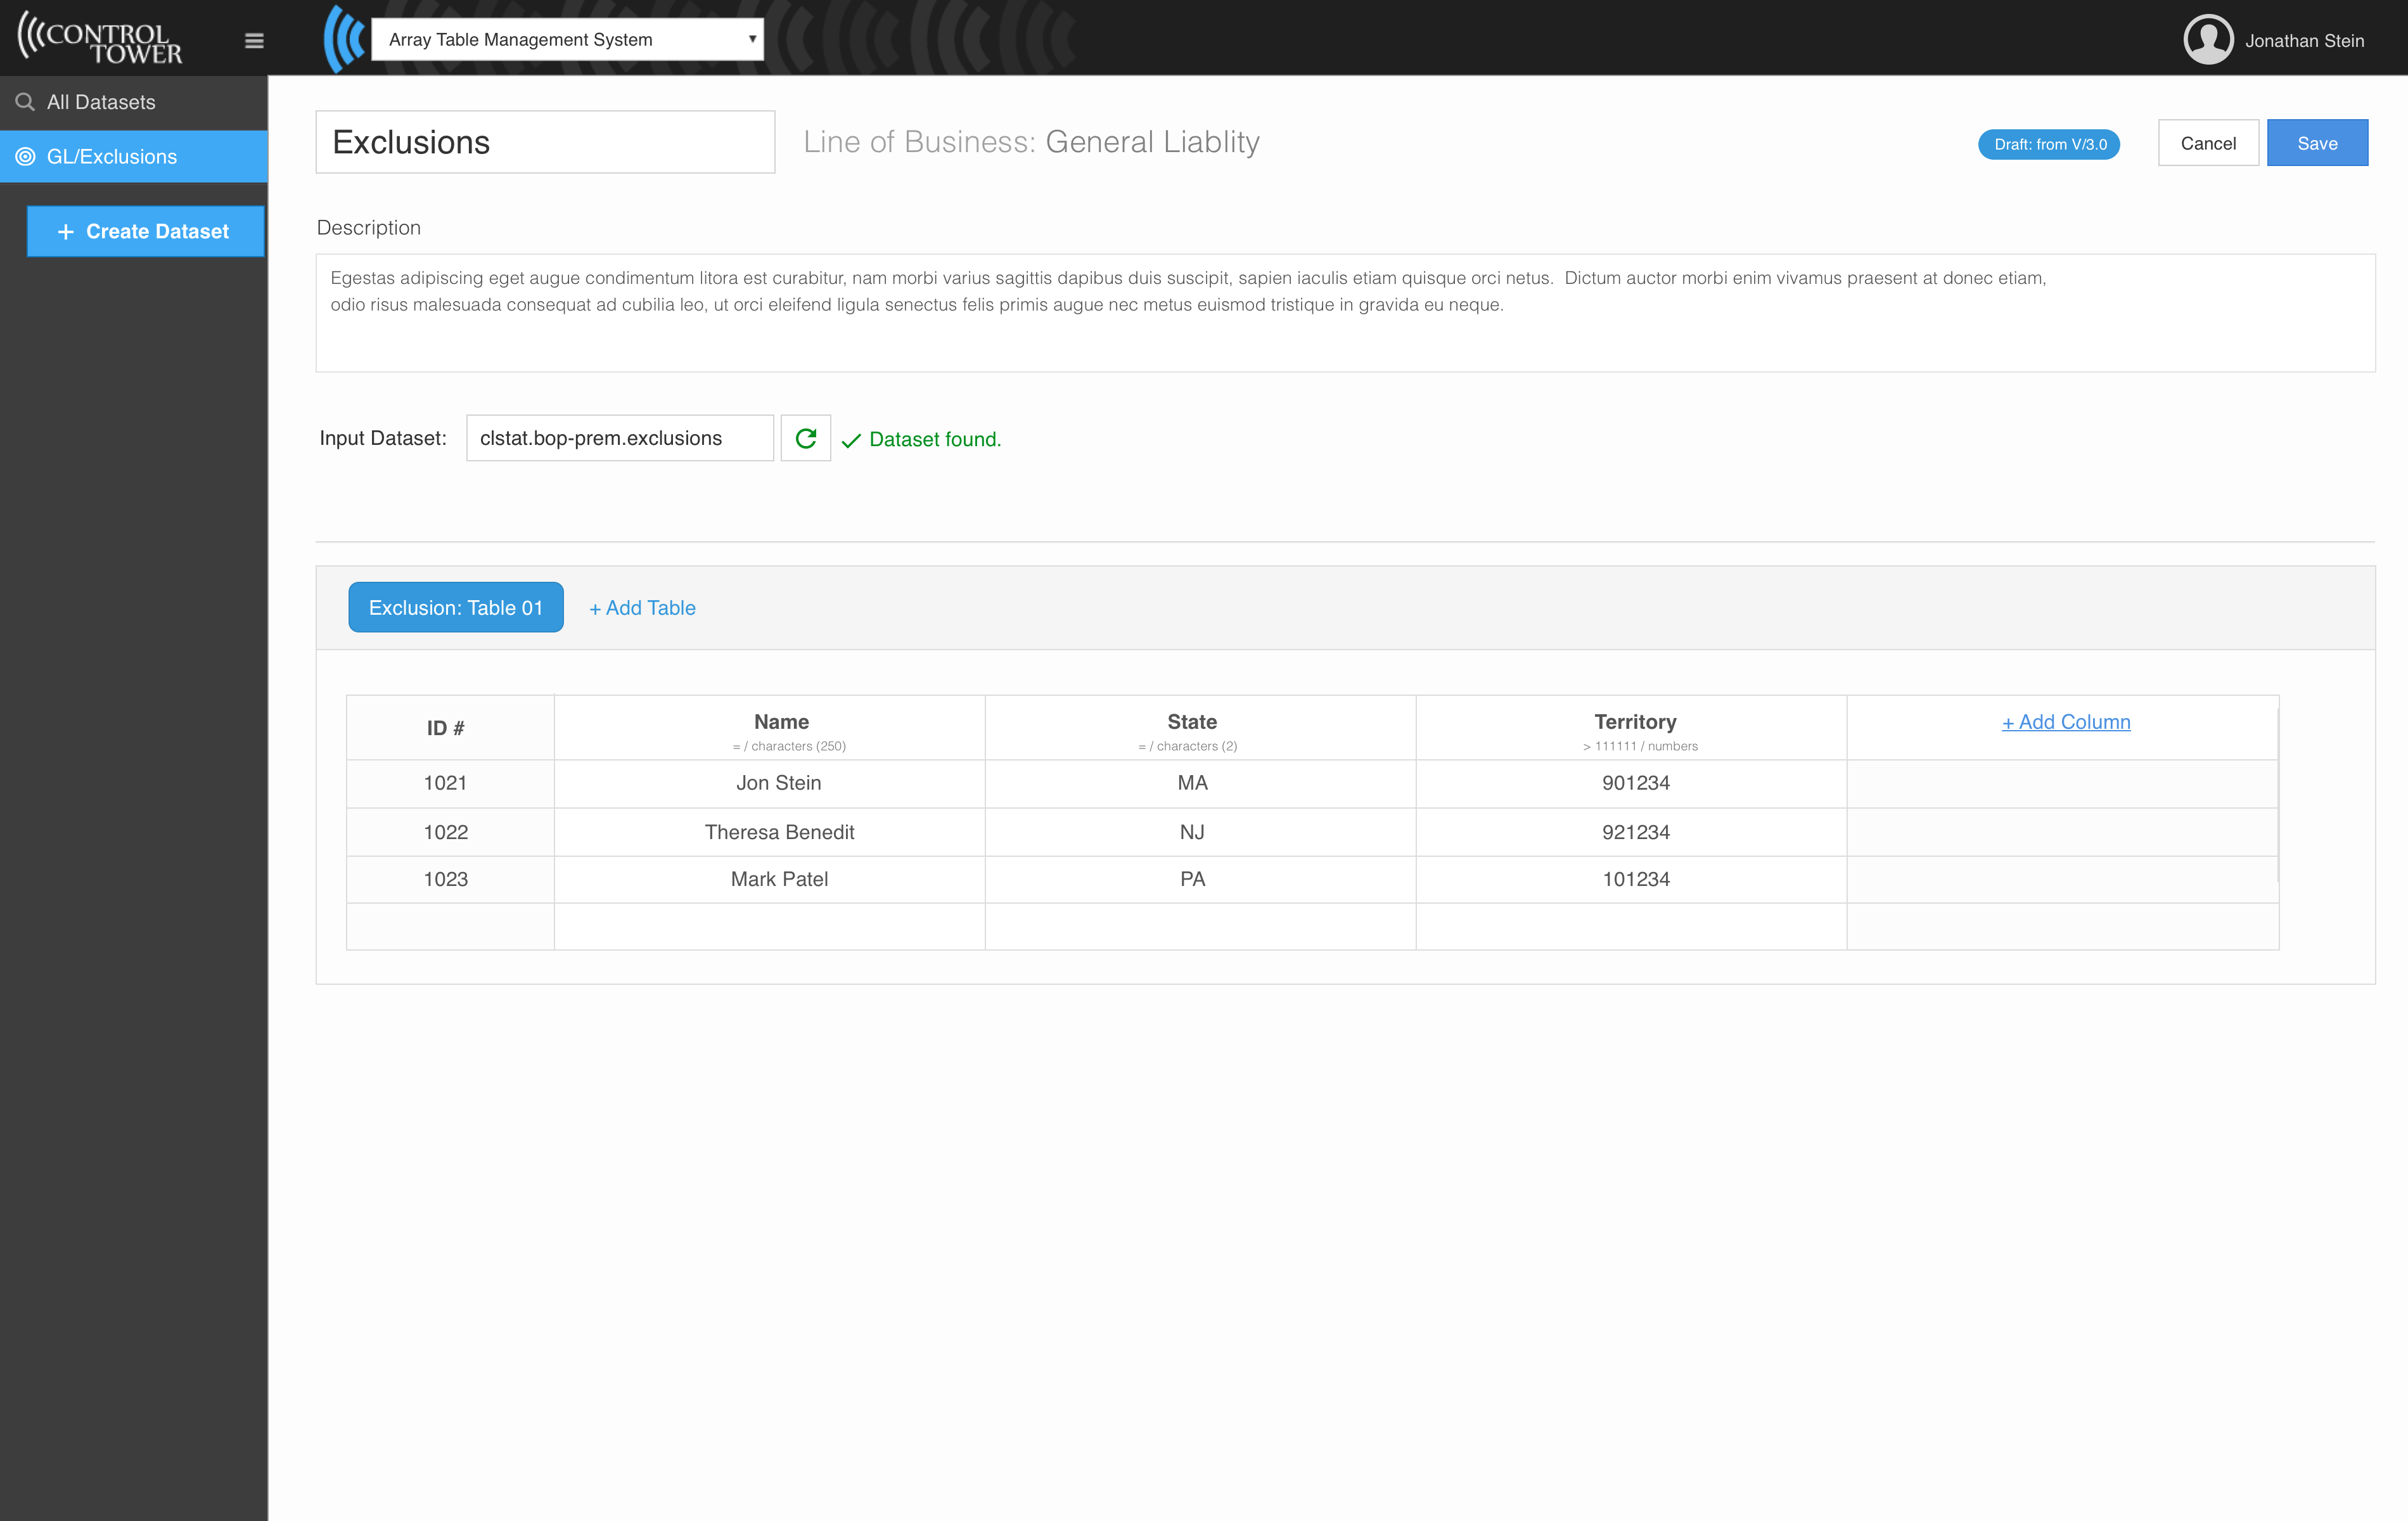 CONTROL
TOWER
Array Table Management System
Jonathan Stein
All Datasets
GL/Exclusions
+ Create Dataset
Exclusions
Line of Business: General Liablity
Draft: from V/3.0
Cancel
Save
Description
Egestas adipiscing eget augue condimentum litora est curabitur, nam morbi varius sagittis dapibus duis suscipit, sapien iaculis etiam quisque orci netus.  Dictum auctor morbi enim vivamus praesent at donec etiam,
odio risus malesuada consequat ad cubilia leo, ut orci eleifend ligula senectus felis primis augue nec metus euismod tristique in gravida eu neque.
Input Dataset:
clstat.bop-prem.exclusions
Dataset found.
Exclusion: Table 01
+ Add Table
ID #
Name
= / characters (250)
State
= / characters (2)
Territory
> 111111 / numbers
+ Add Column
1021
Jon Stein
MA
901234
1022
Theresa Benedit
NJ
921234
1023
Mark Patel
PA
101234